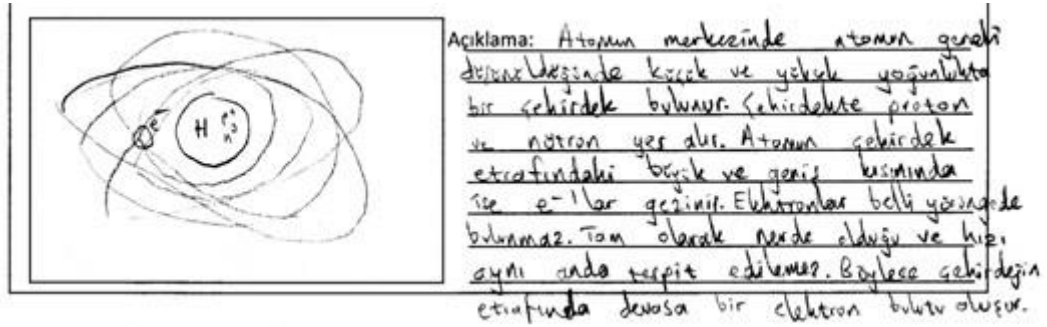 H p+ n0
e-
Açıklama: Atomun merkezinde atomun geneli
düşünüldüğünde küçük ve yüksek yoğunlukta
bir çekirdek bulunur. Çekirdekte proton
ve nötron yer alır. Atomun çekirdek
etrafındaki büyük ve geniş kısmında
ise e-'lar gezinir. Elektronlar belli yörüngede
bulunmaz. Tam olarak nerde olduğu ve hızı
aynı anda tespit edilemez. Böylece çekirdeğin
etrafında devasa bir elektron bulutu oluşur.